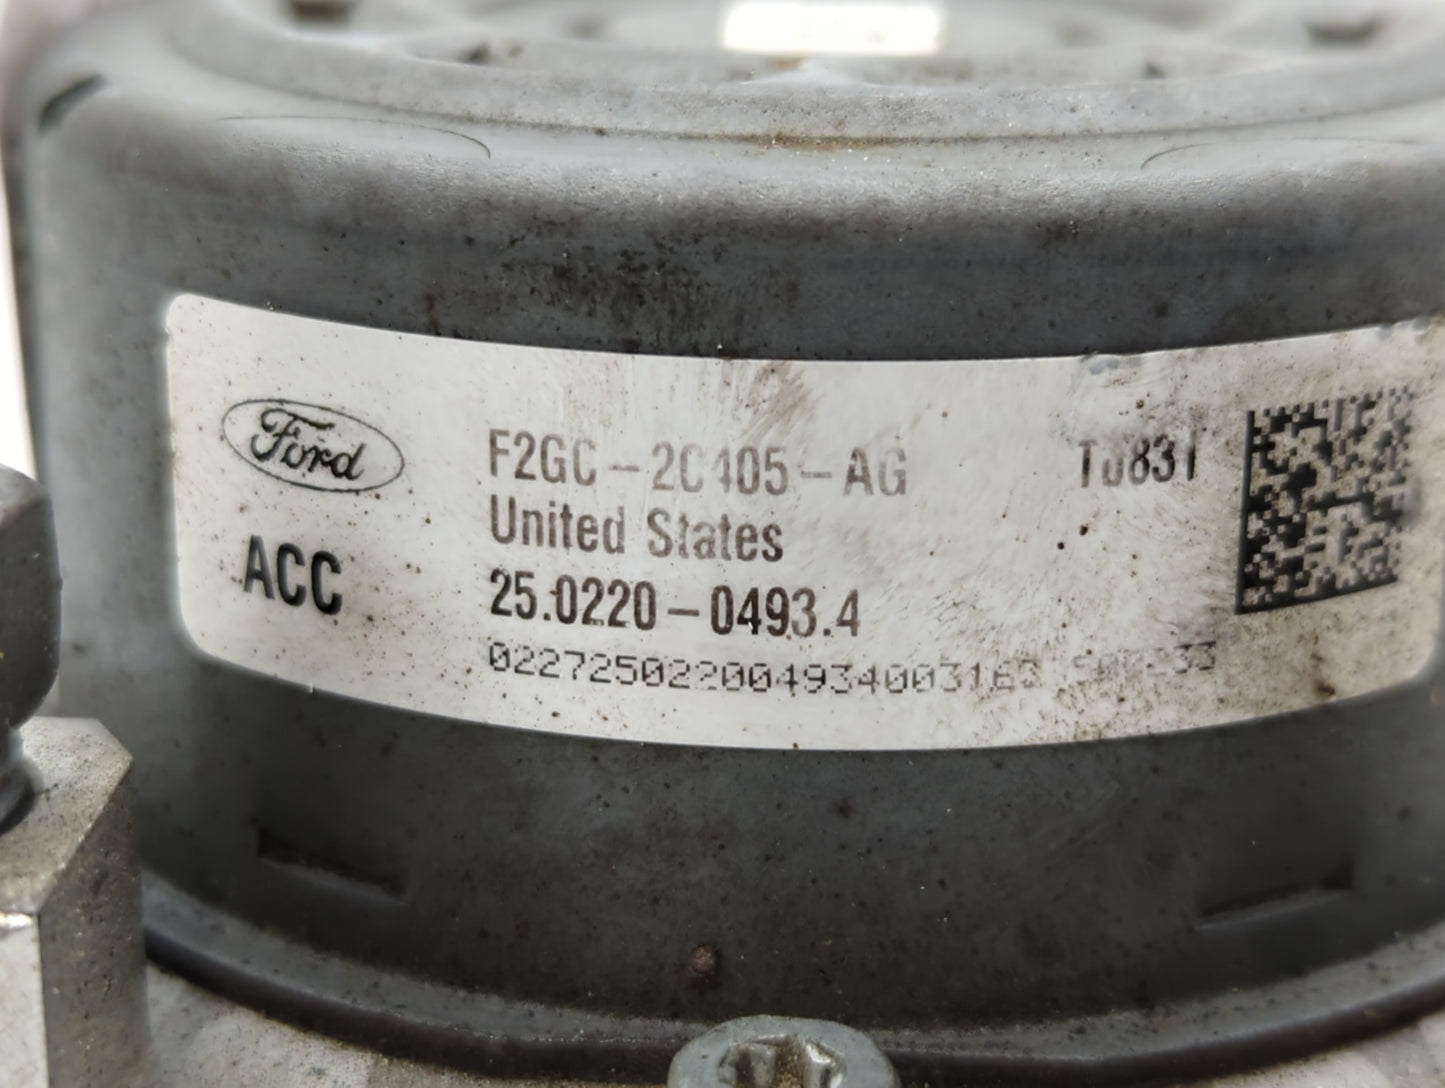 Ford
F2GC-2C405-AG
United States
ACC
25.0220-0493.4